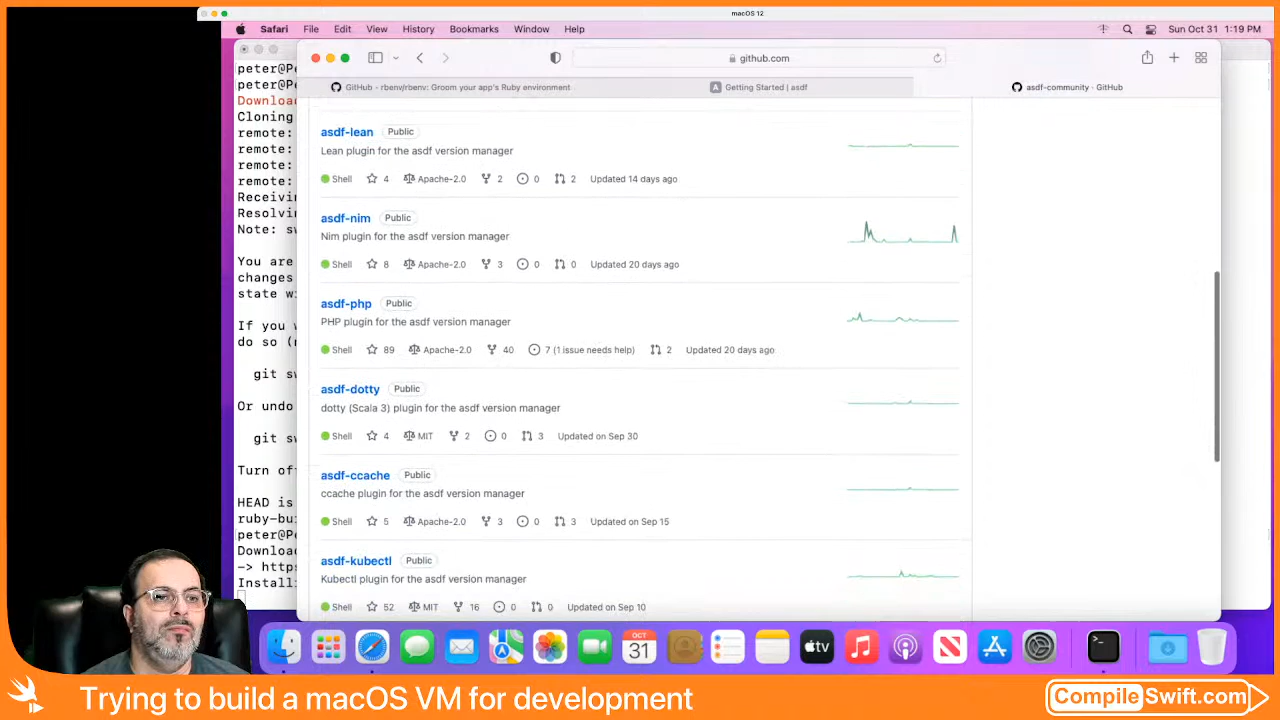 macOS 12
Safari File Edit View History Bookmarks Window Help Sun Oct 31 1:19 PM
github.com
GitHub - rbenv/rbenv: Groom your app's Ruby environment
Getting Started | asdf
asdf-community · GitHub
peter@P
peter@P
Downloa
Cloning
remote:
remote:
remote:
remote:
Receivin
Resolvin
Note: sw
You are
changes
state wi
If you w
do so (
git sw
Or undo
git sw
Turn off
HEAD is
ruby-bui
peter@Pe
Downloa
-> https
Install
asdf-lean Public
Lean plugin for the asdf version manager
Shell 4 Apache-2.0 2 0 2 Updated 14 days ago
asdf-nim Public
Nim plugin for the asdf version manager
Shell 8 Apache-2.0 3 0 0 Updated 20 days ago
asdf-php Public
PHP plugin for the asdf version manager
Shell 89 Apache-2.0 40 7 (1 issue needs help) 2 Updated 20 days ago
asdf-dotty Public
dotty (Scala 3) plugin for the asdf version manager
Shell 4 MIT 2 0 3 Updated on Sep 30
asdf-ccache Public
ccache plugin for the asdf version manager
Shell 5 Apache-2.0 3 0 3 Updated on Sep 15
asdf-kubectl Public
Kubectl plugin for the asdf version manager
Shell 52 MIT 16 0 0 Updated on Sep 10
OCT
31
tv
Trying to build a macOS VM for development
CompileSwift.com